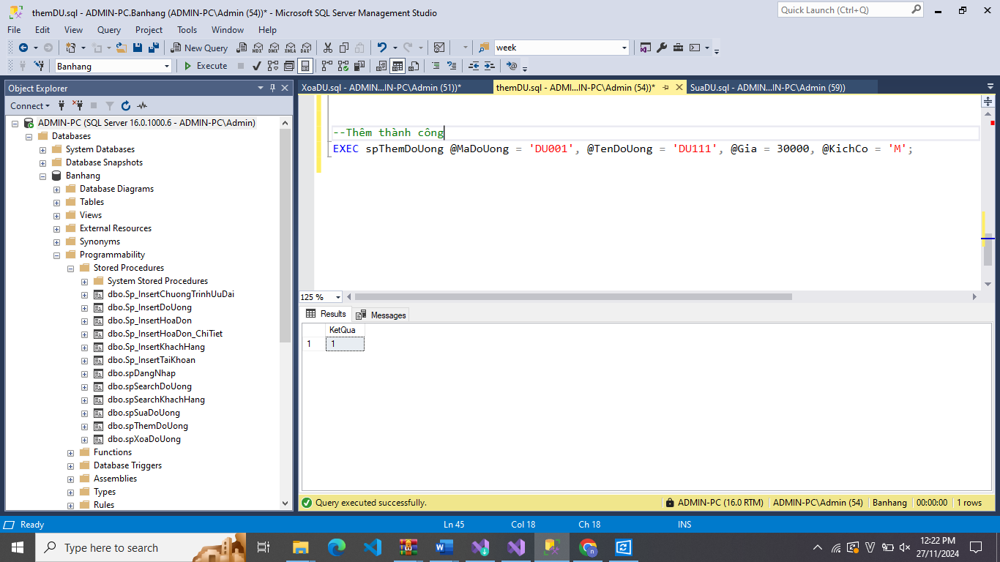 themDU.sql - ADMIN-PC.Banhang (ADMIN-PC\Admin (54))* - Microsoft SQL Server Management Studio
Quick Launch (Ctrl+Q)
File Edit View Query Project Tools Window Help
New Query
MDX DMX XMLA DAX
week
Banhang
Execute
Object Explorer
Connect
ADMIN-PC (SQL Server 16.0.1000.6 - ADMIN-PC\Admin)
Databases
System Databases
Database Snapshots
Banhang
Database Diagrams
Tables
Views
External Resources
Synonyms
Programmability
Stored Procedures
System Stored Procedures
dbo.Sp_InsertChuongTrinhUuDai
dbo.Sp_InsertDoUong
dbo.Sp_InsertHoaDon
dbo.Sp_InsertHoaDon_ChiTiet
dbo.Sp_InsertKhachHang
dbo.Sp_InsertTaiKhoan
dbo.spDangNhap
dbo.spSearchDoUong
dbo.spSearchKhachHang
dbo.spSuaDoUong
dbo.spThemDoUong
dbo.spXoaDoUong
Functions
Database Triggers
Assemblies
Types
Rules
XoaDU.sql - ADMIN...IN-PC\Admin (51))*
themDU.sql - ADMI...IN-PC\Admin (54))*
SuaDU.sql - ADMIN...IN-PC\Admin (59))
--Thêm thành công
EXEC spThemDoUong @MaDoUong = 'DU001', @TenDoUong = 'DU111', @Gia = 30000, @KichCo = 'M';
125 %
Results Messages
KetQua
1 1
Query executed successfully.
ADMIN-PC (16.0 RTM) ADMIN-PC\Admin (54) Banhang 00:00:00 1 rows
Ready Ln 45 Col 18 Ch 18 INS
Type here to search
12:22 PM
27/11/2024